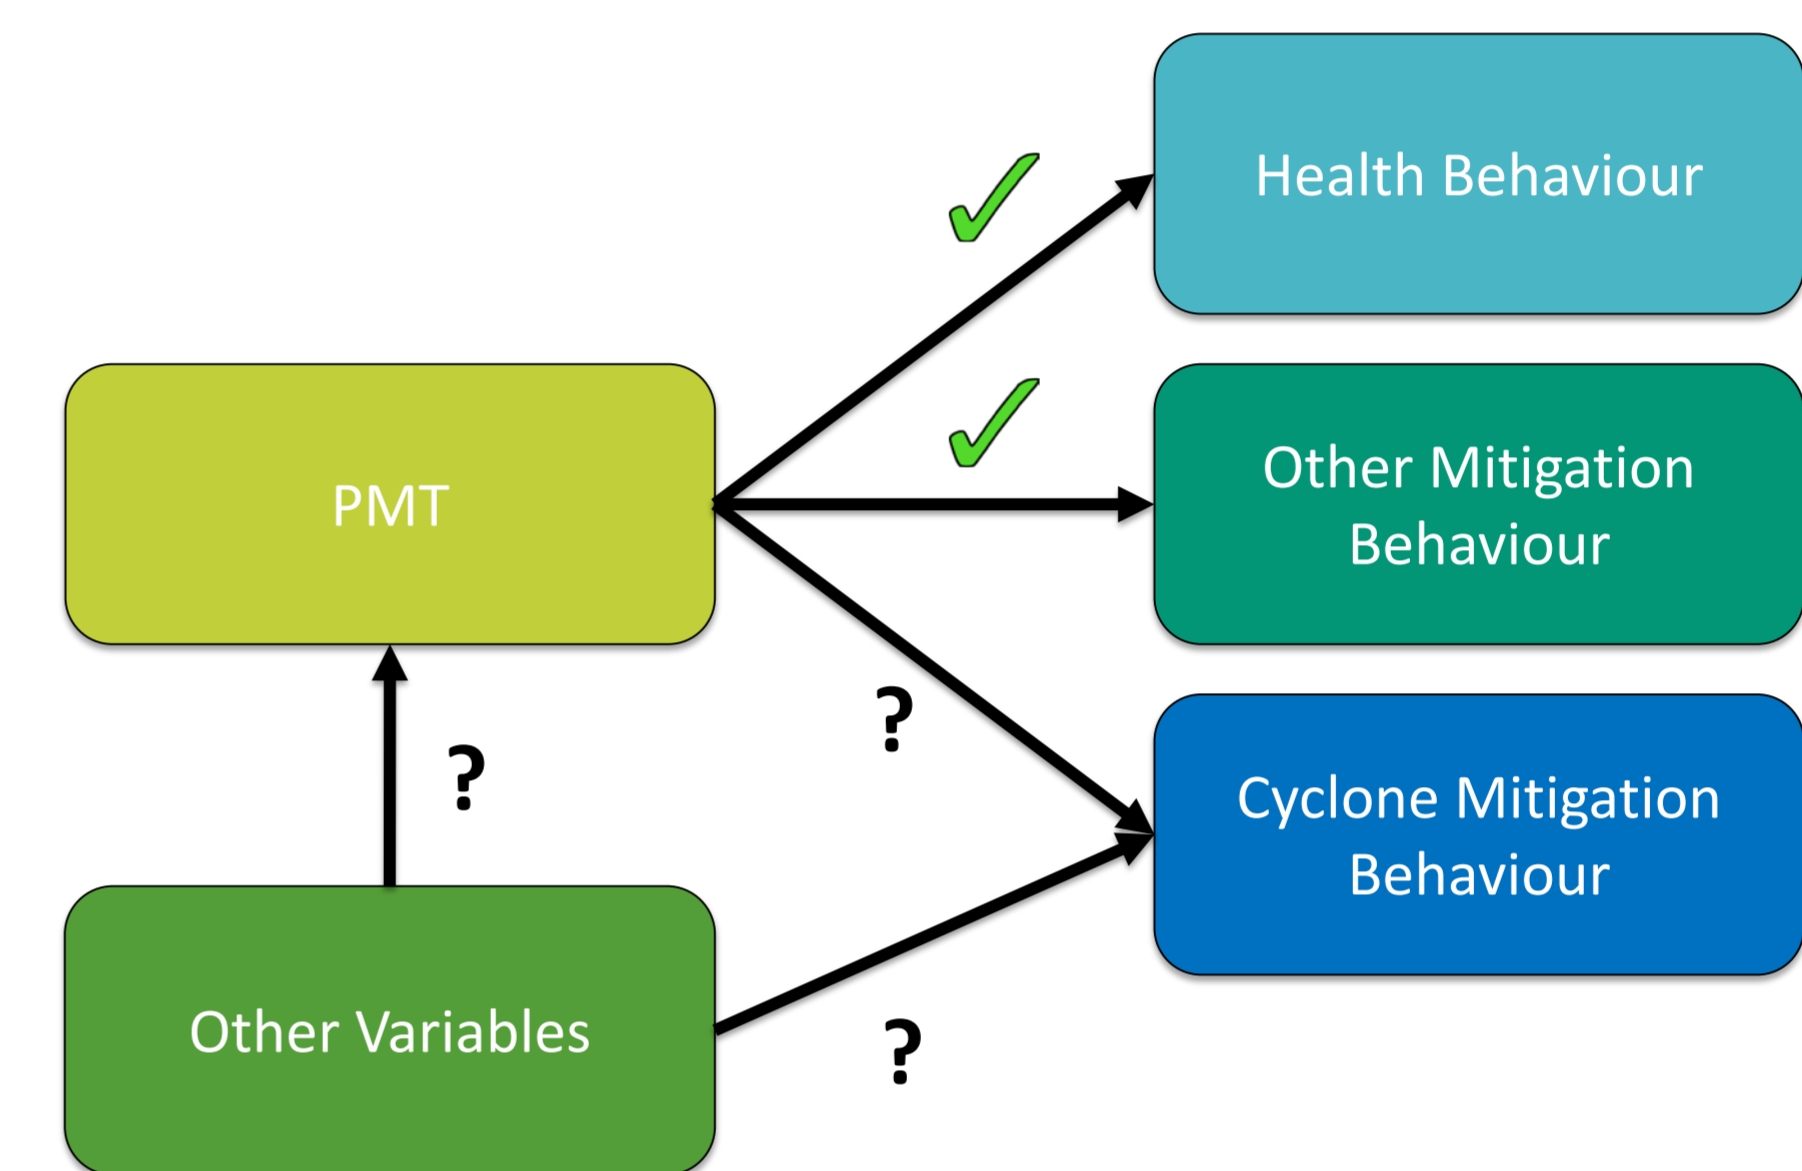 Health Behaviour
PMT
Other Mitigation
Behaviour
?
?
Cyclone Mitigation
Behaviour
Other Variables
?